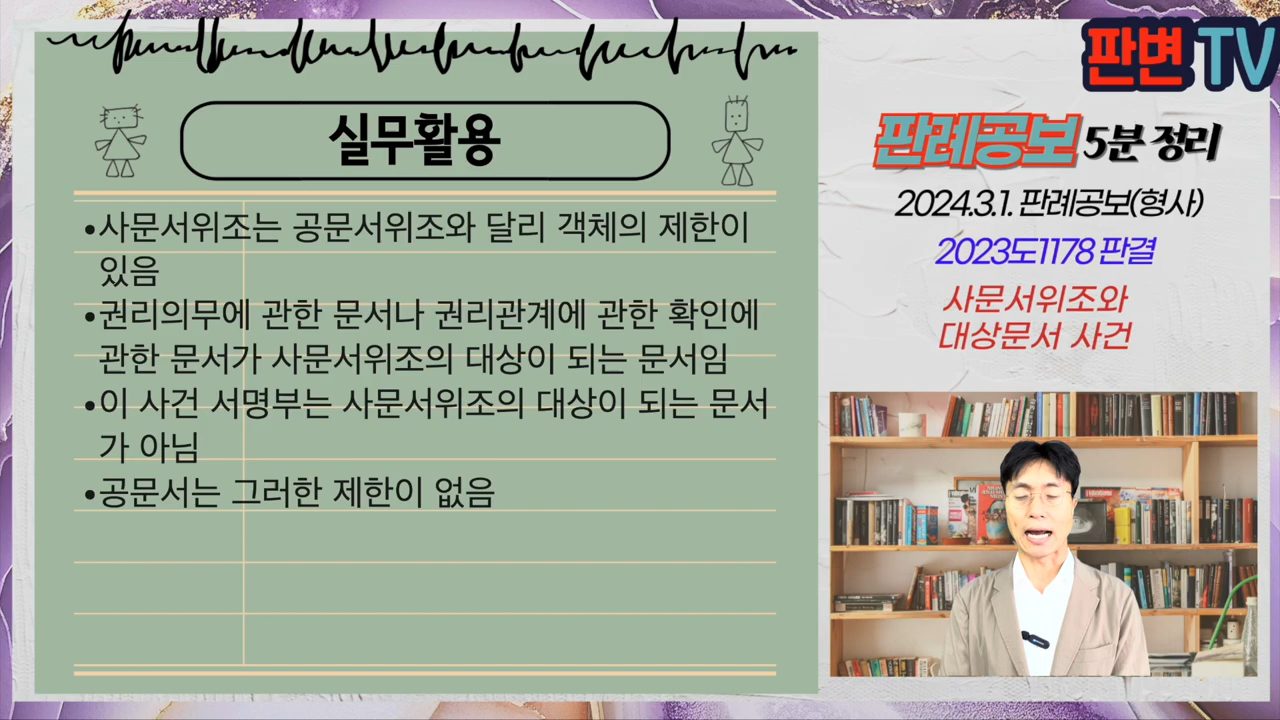 판변 TV
실무활용
•사문서위조는 공문서위조와 달리 객체의 제한이
있음
•권리의무에 관한 문서나 권리관계에 관한 확인에
관한 문서가 사문서위조의 대상이 되는 문서임
•이 사건 서명부는 사문서위조의 대상이 되는 문서
가 아님
•공문서는 그러한 제한이 없음
판례공보 5분 정리
2024.3.1. 판례공보(형사)
2023도1178 판결
사문서위조와
대상문서 사건